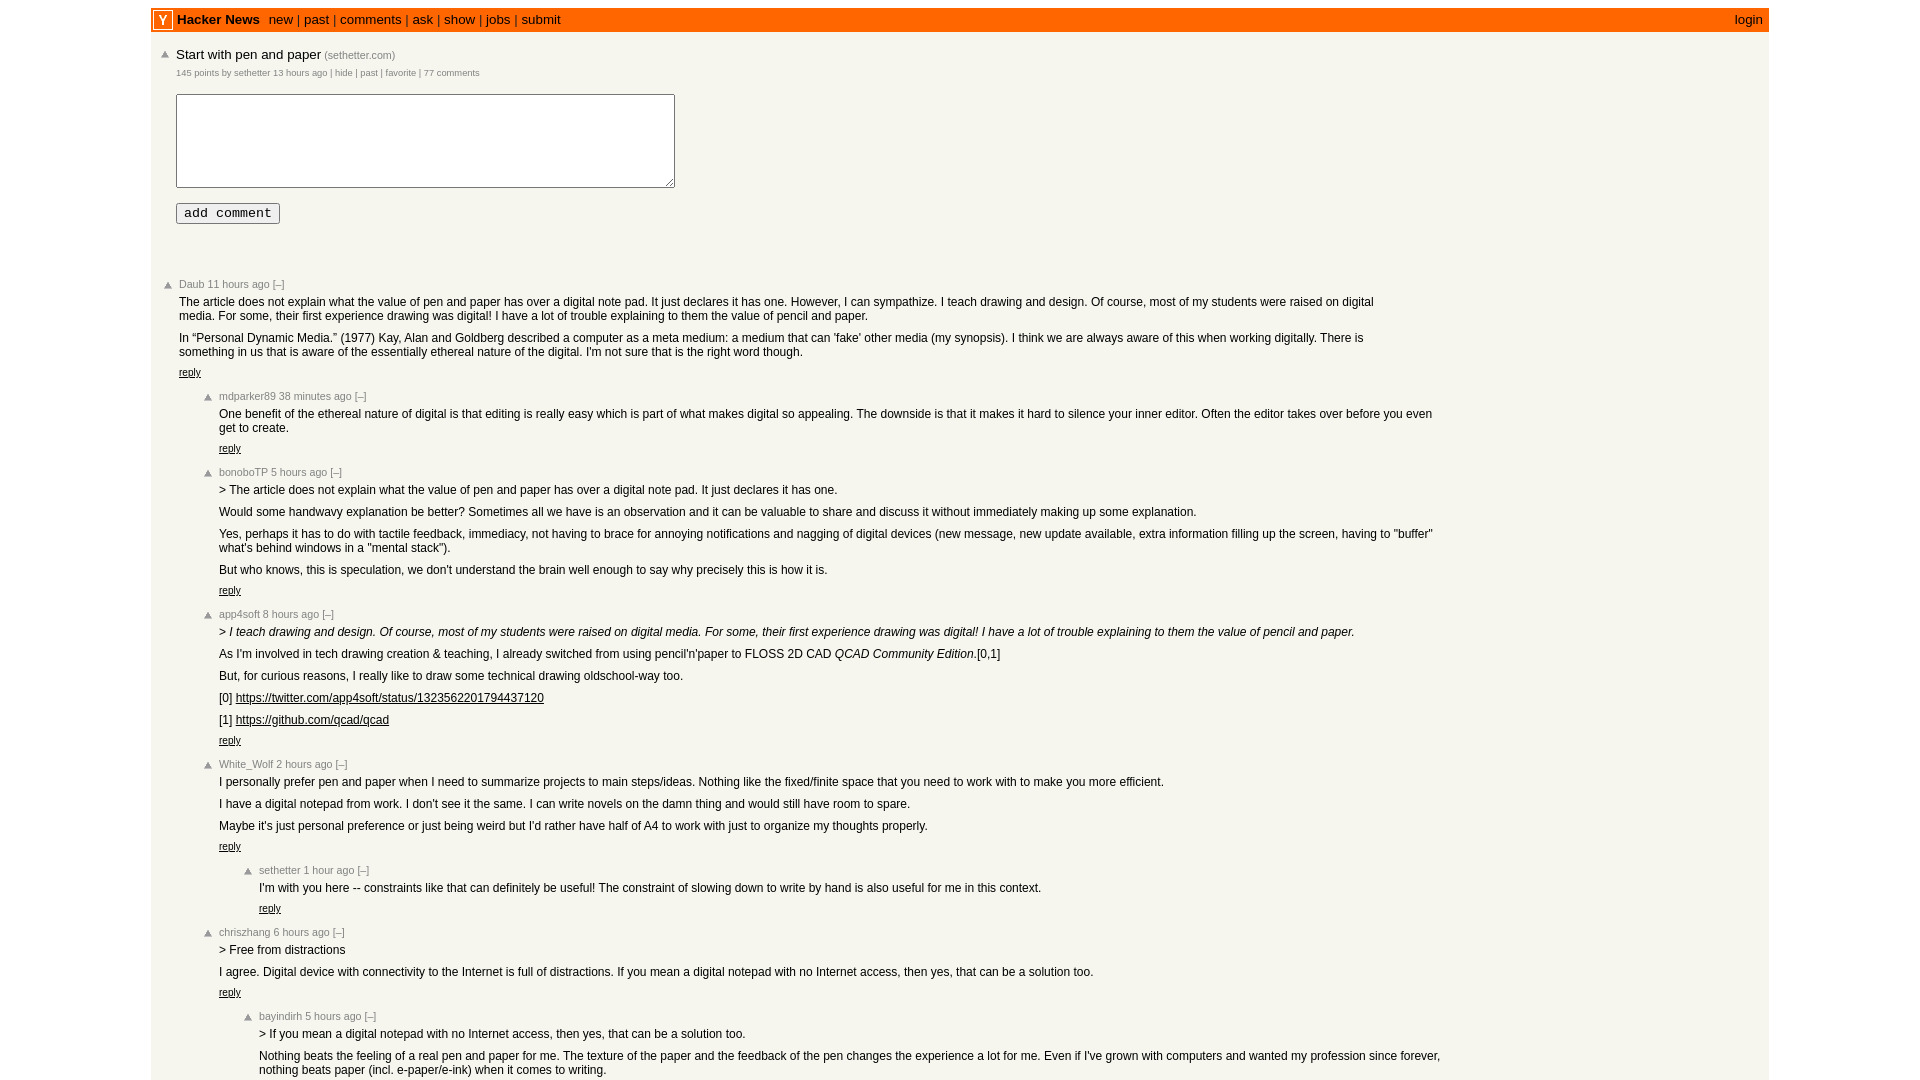 Y Hacker News new | past | comments | ask | show | jobs | submit login
Start with pen and paper (sethetter.com)
145 points by sethetter 13 hours ago | hide | past | favorite | 77 comments
add comment
Daub 11 hours ago [–]
The article does not explain what the value of pen and paper has over a digital note pad. It just declares it has one. However, I can sympathize. I teach drawing and design. Of course, most of my students were raised on digital
media. For some, their first experience drawing was digital! I have a lot of trouble explaining to them the value of pencil and paper.
In “Personal Dynamic Media.” (1977) Kay, Alan and Goldberg described a computer as a meta medium: a medium that can 'fake' other media (my synopsis). I think we are always aware of this when working digitally. There is
something in us that is aware of the essentially ethereal nature of the digital. I'm not sure that is the right word though.
reply
mdparker89 38 minutes ago [–]
One benefit of the ethereal nature of digital is that editing is really easy which is part of what makes digital so appealing. The downside is that it makes it hard to silence your inner editor. Often the editor takes over before you even
get to create.
reply
bonoboTP 5 hours ago [–]
> The article does not explain what the value of pen and paper has over a digital note pad. It just declares it has one.
Would some handwavy explanation be better? Sometimes all we have is an observation and it can be valuable to share and discuss it without immediately making up some explanation.
Yes, perhaps it has to do with tactile feedback, immediacy, not having to brace for annoying notifications and nagging of digital devices (new message, new update available, extra information filling up the screen, having to "buffer"
what's behind windows in a "mental stack").
But who knows, this is speculation, we don't understand the brain well enough to say why precisely this is how it is.
reply
app4soft 8 hours ago [–]
> I teach drawing and design. Of course, most of my students were raised on digital media. For some, their first experience drawing was digital! I have a lot of trouble explaining to them the value of pencil and paper.
As I'm involved in tech drawing creation & teaching, I already switched from using pencil'n'paper to FLOSS 2D CAD QCAD Community Edition.[0,1]
But, for curious reasons, I really like to draw some technical drawing oldschool-way too.
[0] https://twitter.com/app4soft/status/1323562201794437120
[1] https://github.com/qcad/qcad
reply
White_Wolf 2 hours ago [–]
I personally prefer pen and paper when I need to summarize projects to main steps/ideas. Nothing like the fixed/finite space that you need to work with to make you more efficient.
I have a digital notepad from work. I don't see it the same. I can write novels on the damn thing and would still have room to spare.
Maybe it's just personal preference or just being weird but I'd rather have half of A4 to work with just to organize my thoughts properly.
reply
sethetter 1 hour ago [–]
I'm with you here -- constraints like that can definitely be useful! The constraint of slowing down to write by hand is also useful for me in this context.
reply
chriszhang 6 hours ago [–]
> Free from distractions
I agree. Digital device with connectivity to the Internet is full of distractions. If you mean a digital notepad with no Internet access, then yes, that can be a solution too.
reply
bayindirh 5 hours ago [–]
> If you mean a digital notepad with no Internet access, then yes, that can be a solution too.
Nothing beats the feeling of a real pen and paper for me. The texture of the paper and the feedback of the pen changes the experience a lot for me. Even if I've grown with computers and wanted my profession since forever,
nothing beats paper (incl. e-paper/e-ink) when it comes to writing.